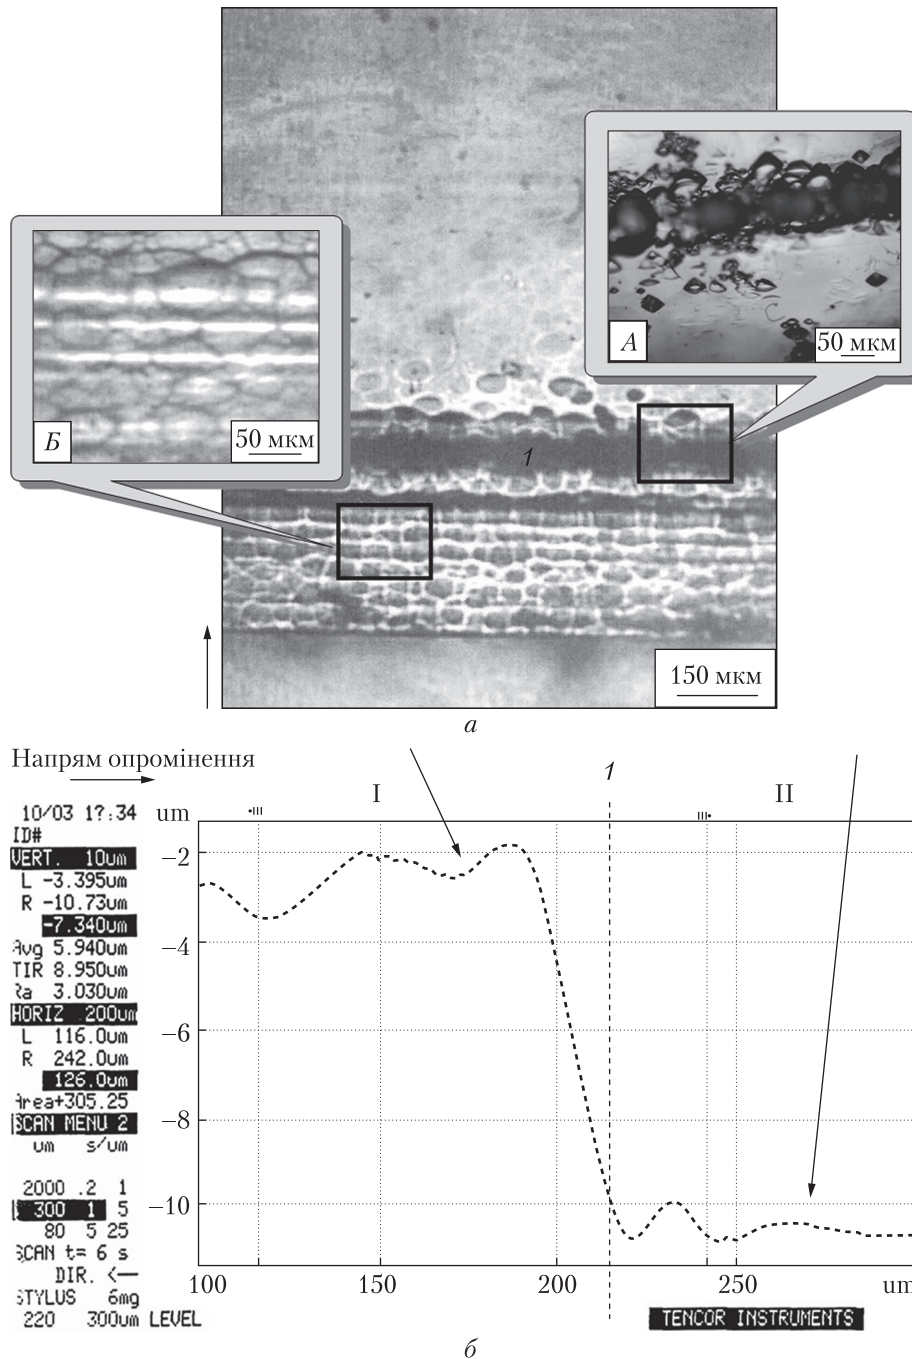 А
50 мкм
Б
50 мкм
1
150 мкм
а
Напрям опромінення
1
I
II
10/03 1?:34
um
ID#
VERT. 10um
L -3.395um
R -10.73um
-7.340um
Avg 5.940um
TIR 8.950um
Ra 3.030um
HORIZ 200um
L 116.0um
R 242.0um
126.0um
Area+305.25
SCAN MENU 2
um s/um
2000 .2 1
300 1 5
80 5 25
SCAN t= 6 s
DIR. <—
STYLUS 6mg
220 300um LEVEL
−2
−4
−6
−8
−10
100 150 200 250 um
TENCOR INSTRUMENTS
б